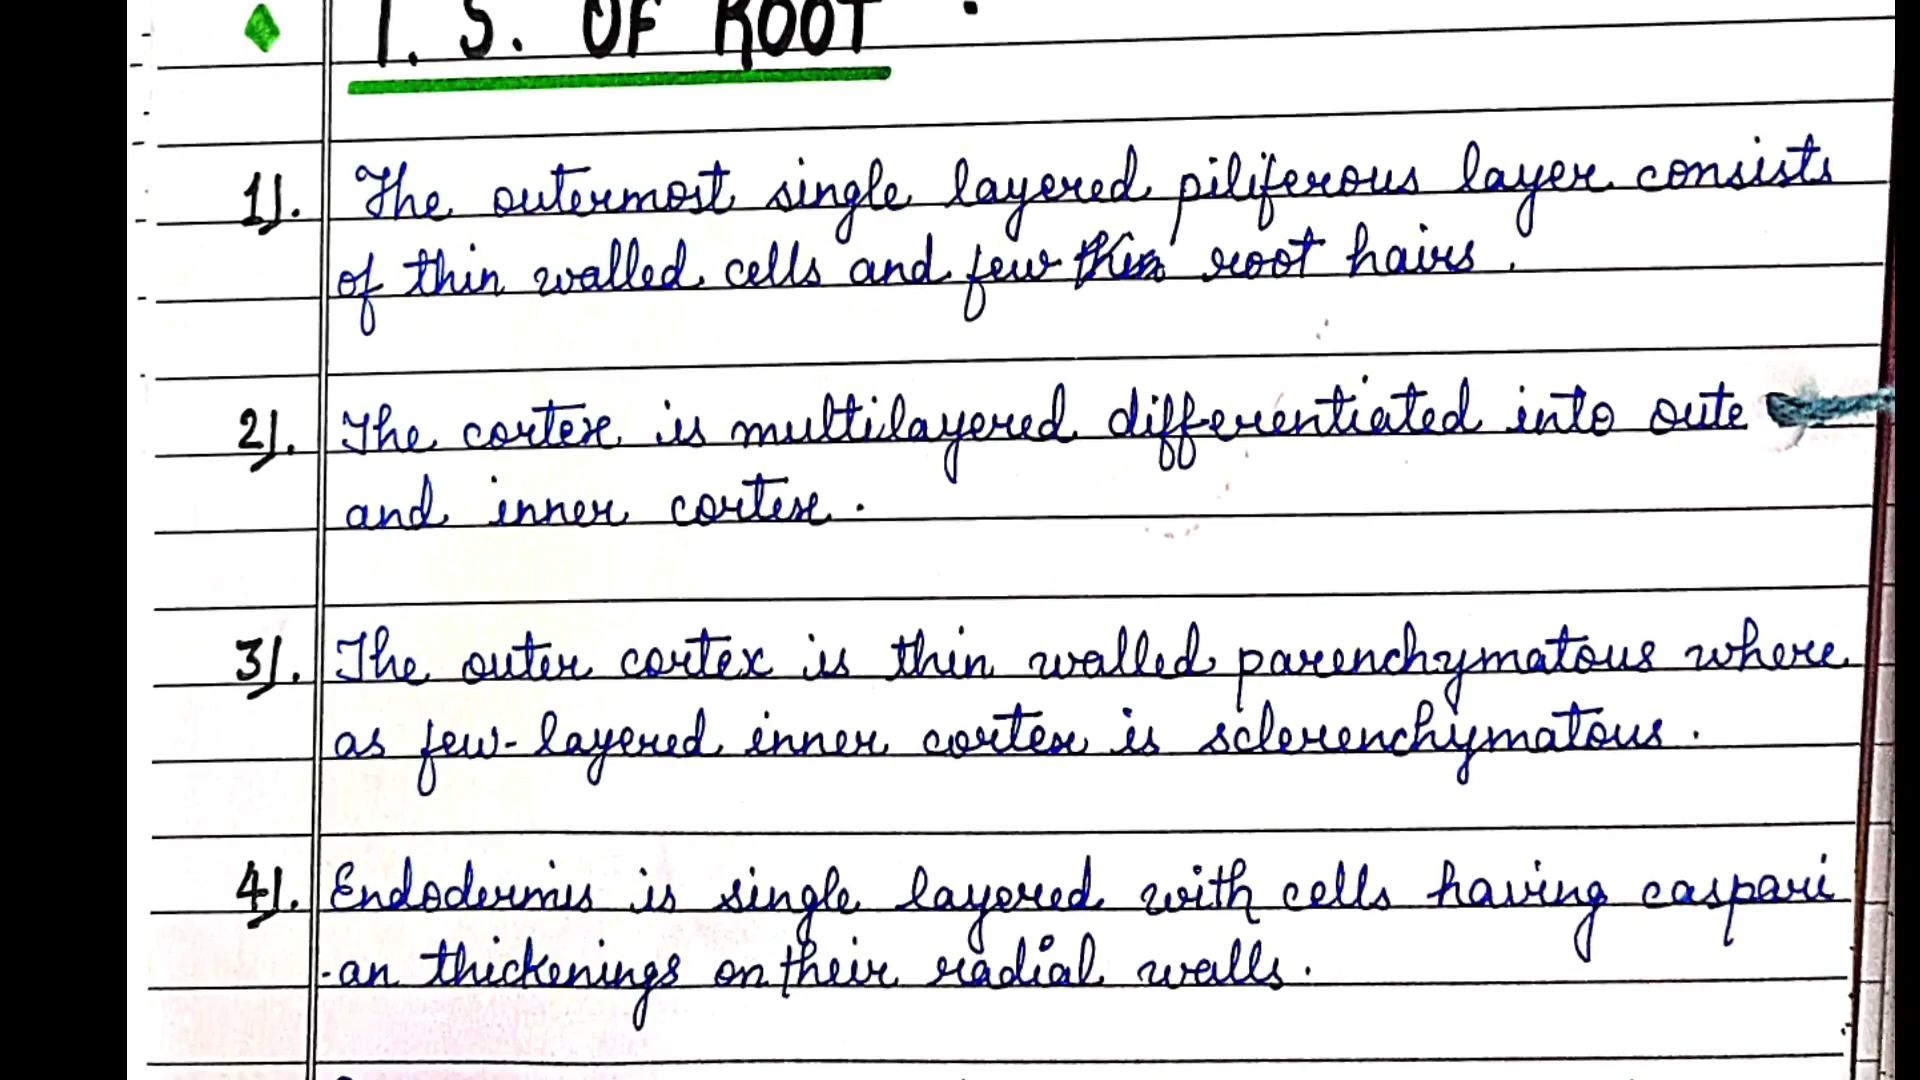 T. S. OF ROOT
1). The outermost single layered piliferous layer consists
of thin walled cells and few root hairs.
2). The cortex is multilayered differentiated into oute
and inner cortex.
3). The outer cortex is thin walled parenchymatous where
as few-layered inner cortex is sclerenchymatous.
4). Endodermis is single layered with cells having caspari
-an thickenings on their radial walls.